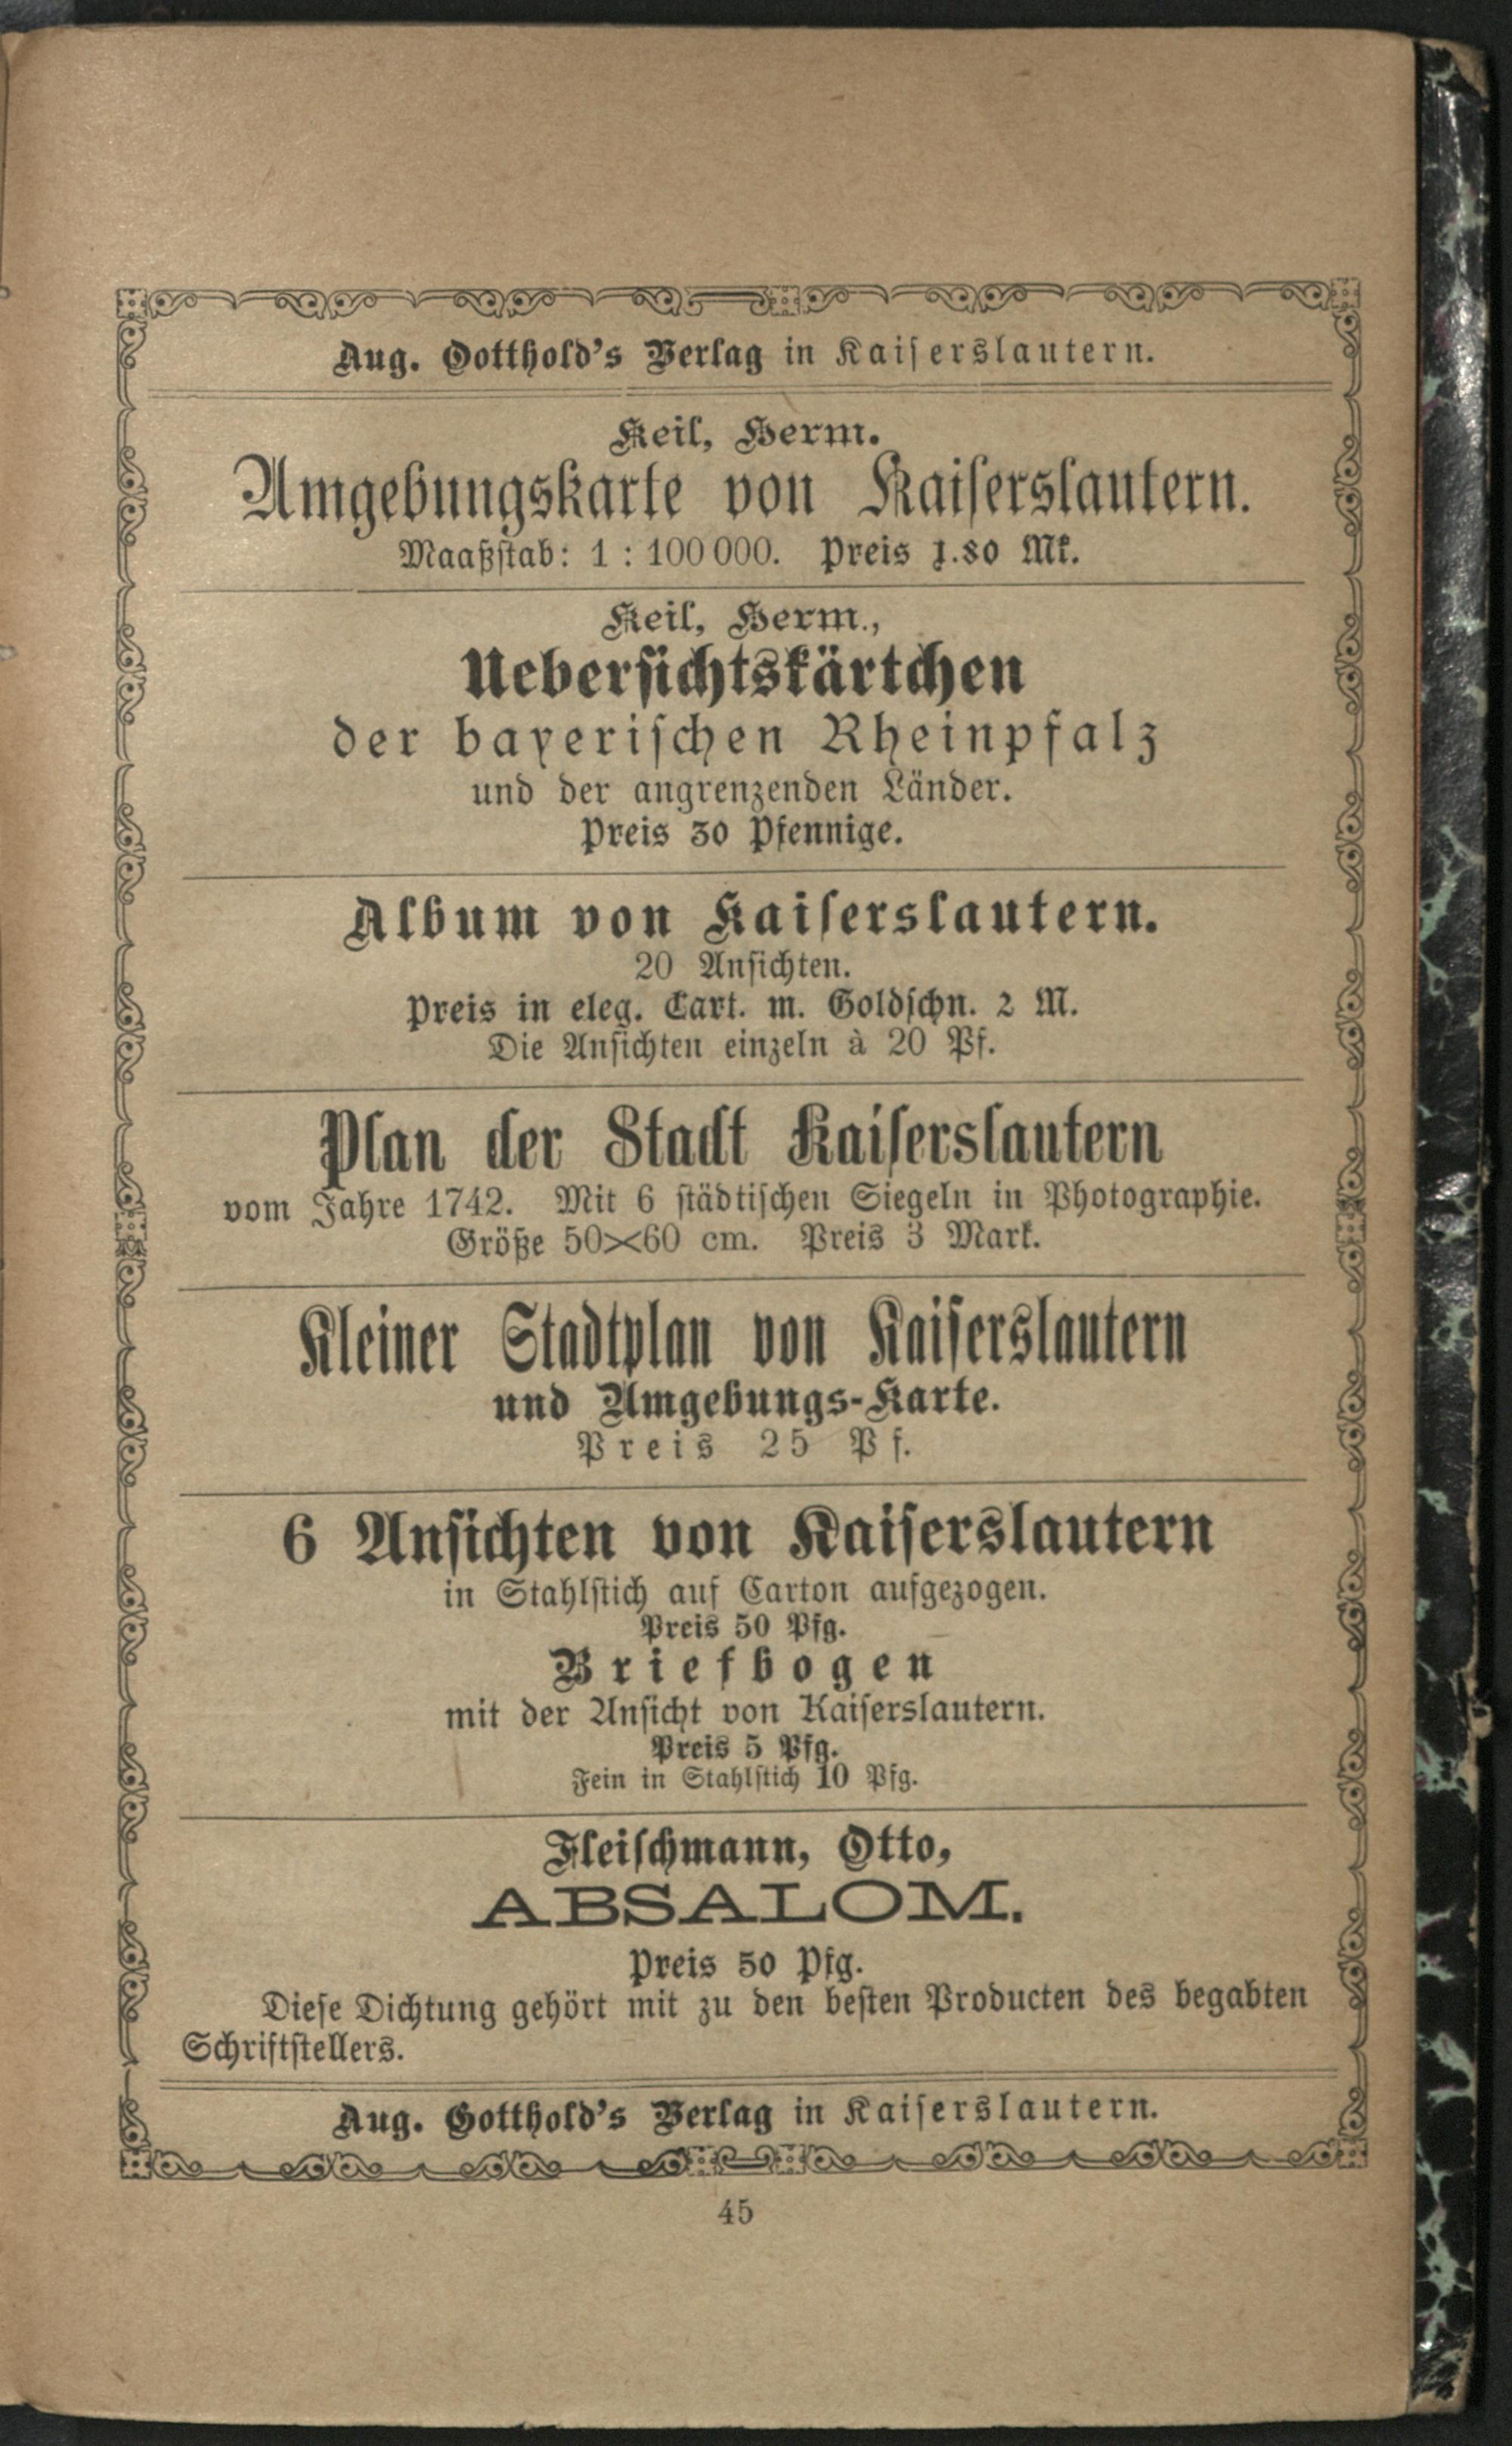 Aug. Gotthold's Verlag in Kaiserslautern.
Keil, Herm.
Umgebungskarte von Kaiserslautern.
Maaßstab: 1 : 100 000. Preis 1.80 Mk.
Keil, Herm.,
Uebersichtskärtchen
der bayerischen Rheinpfalz
und der angrenzenden Länder.
Preis 30 Pfennige.
Album von Kaiserslautern.
20 Ansichten.
Preis in eleg. Cart. m. Goldschn. 2 M.
Die Ansichten einzeln à 20 Pf.
Plan der Stadt Kaiserslautern
vom Jahre 1742. Mit 6 städtischen Siegeln in Photographie.
Größe 50×60 cm. Preis 3 Mark.
Kleiner Stadtplan von Kaiserslautern
und Umgebungs-Karte.
Preis 25 Pf.
6 Ansichten von Kaiserslautern
in Stahlstich auf Carton aufgezogen.
Preis 50 Pfg.
Briefbogen
mit der Ansicht von Kaiserslautern.
Preis 5 Pfg.
Fein in Stahlstich 10 Pfg.
Fleischmann, Otto,
ABSALOM.
Preis 50 Pfg.
Diese Dichtung gehört mit zu den besten Producten des begabten
Schriftstellers.
Aug. Gotthold's Verlag in Kaiserslautern.
45